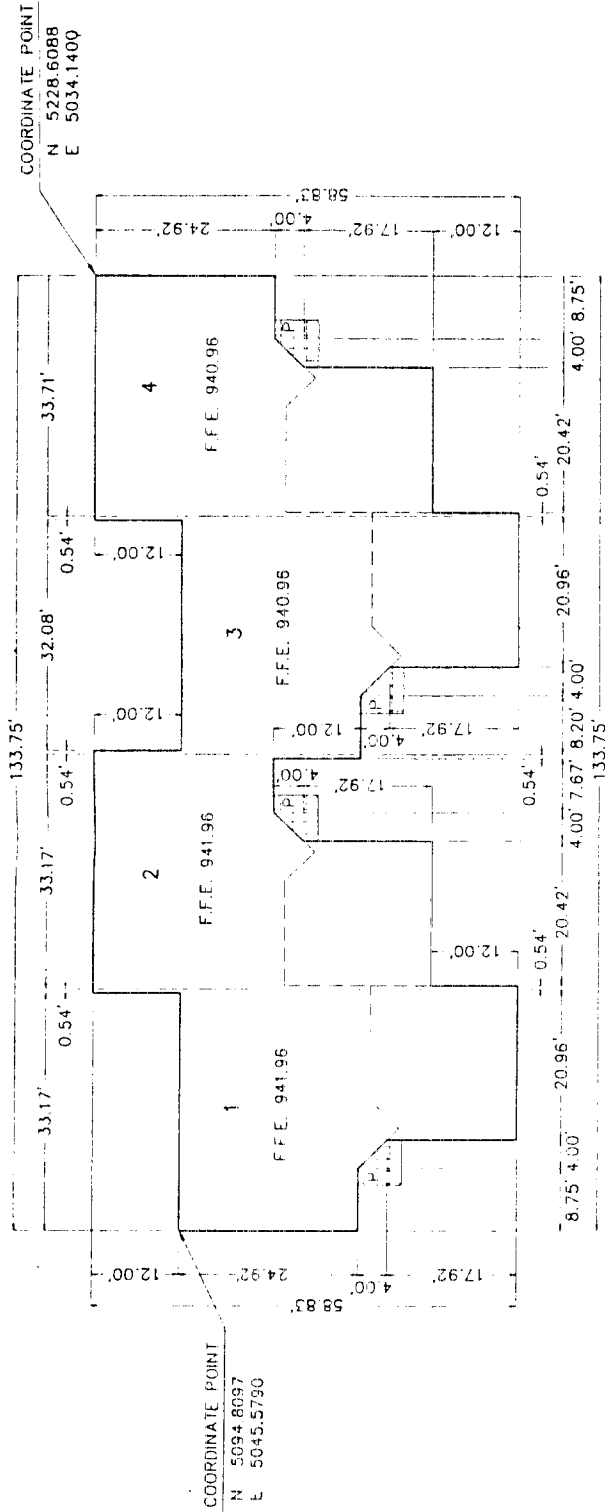 COORDINATE POINT
N 5228.6088
E 5034.1400
133.75'
33.17'
33.17'
32.08'
33.71'
0.54'
0.54'
0.54'
12.00'
12.00'
58.83'
24.92'
4.00'
17.92'
12.00'
1
F.F.E. 941.96
2
F.F.E. 941.96
3
F.F.E. 940.96
4
F.F.E. 940.96
P
P
P
P
12.00'
24.92'
4.00'
17.92'
58.83'
4.00'
17.92'
12.00'
12.00'
4.00'
17.92'
0.54'
0.54'
0.54'
8.75' 4.00'
20.96'
20.42'
4.00' 7.67' 8.20' 4.00'
20.96'
20.42'
4.00' 8.75'
133.75'
COORDINATE POINT
N 5094.8097
E 5045.5790